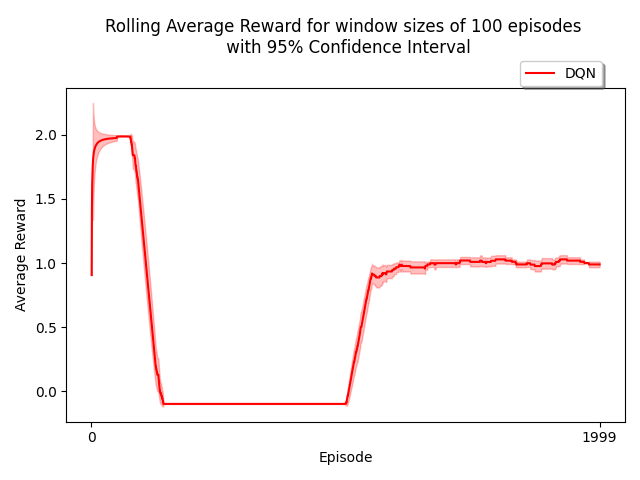 Rolling Average Reward for window sizes of 100 episodes
with 95% Confidence Interval
DQN
2.0
1.5
1.0
0.5
0.0
Average Reward
0
1999
Episode